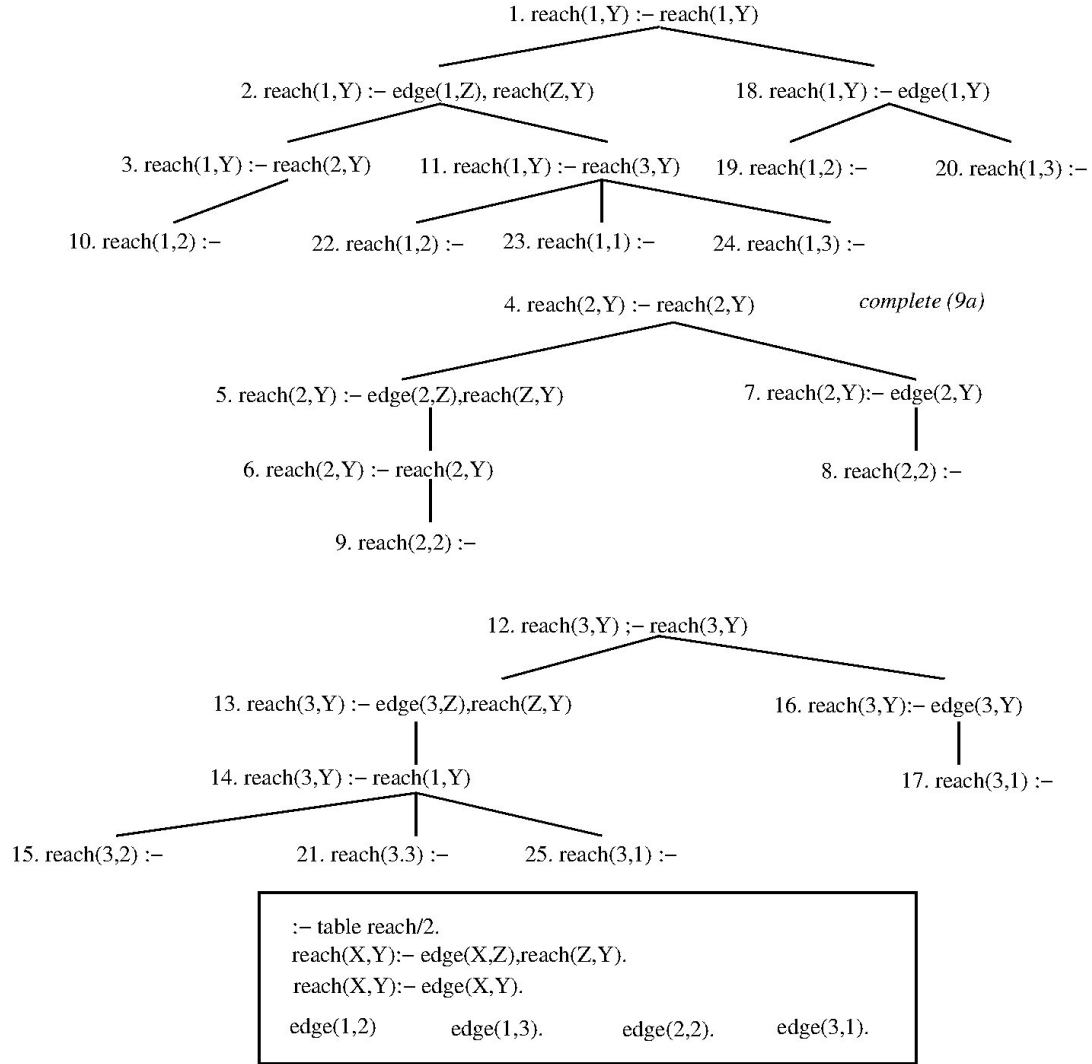 1. reach(1,Y) :− reach(1,Y)
2. reach(1,Y) :− edge(1,Z), reach(Z,Y)
18. reach(1,Y) :− edge(1,Y)
3. reach(1,Y) :− reach(2,Y)
11. reach(1,Y) :− reach(3,Y)
19. reach(1,2) :−
20. reach(1,3) :−
10. reach(1,2) :−
22. reach(1,2) :−
23. reach(1,1) :−
24. reach(1,3) :−
4. reach(2,Y) :− reach(2,Y)
complete (9a)
5. reach(2,Y) :− edge(2,Z),reach(Z,Y)
7. reach(2,Y):− edge(2,Y)
6. reach(2,Y) :− reach(2,Y)
8. reach(2,2) :−
9. reach(2,2) :−
12. reach(3,Y) ;− reach(3,Y)
13. reach(3,Y) :− edge(3,Z),reach(Z,Y)
16. reach(3,Y):− edge(3,Y)
14. reach(3,Y) :− reach(1,Y)
17. reach(3,1) :−
15. reach(3,2) :−
21. reach(3.3) :−
25. reach(3,1) :−
:− table reach/2.
reach(X,Y):− edge(X,Z),reach(Z,Y).
reach(X,Y):− edge(X,Y).
edge(1,2)
edge(1,3).
edge(2,2).
edge(3,1).